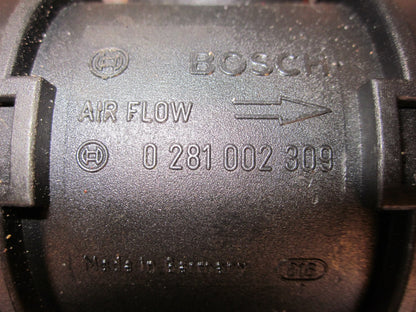 BOSCH
AIR FLOW
0 281 002 309
Made in Germany